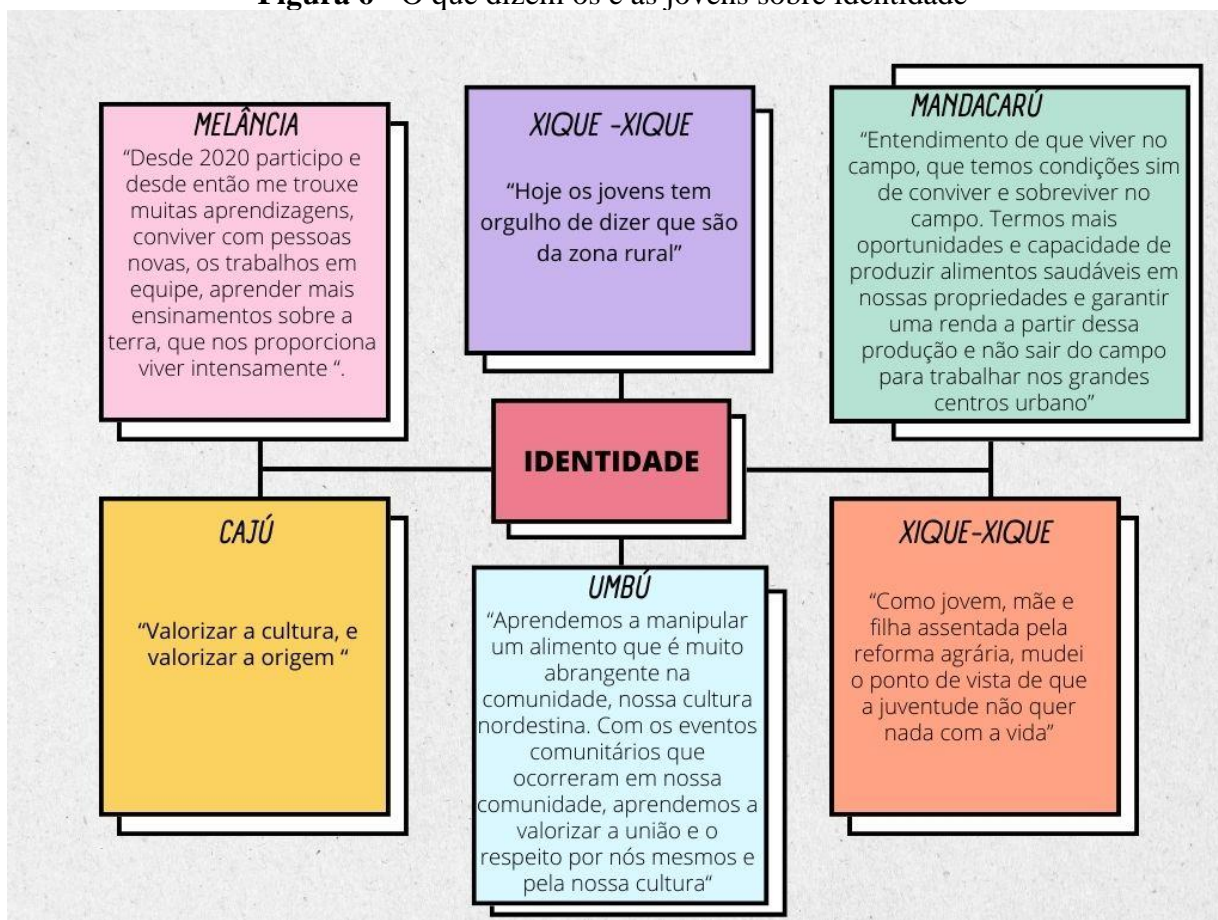 Figura 6 - O que dizem os e as jovens sobre identidade
MELÂNCIA
“Desde 2020 participo e
desde então me trouxe
muitas aprendizagens,
conviver com pessoas
novas, os trabalhos em
equipe, aprender mais
ensinamentos sobre a
terra, que nos proporciona
viver intensamente “.
XIQUE -XIQUE
“Hoje os jovens tem
orgulho de dizer que são
da zona rural”
MANDACARÚ
“Entendimento de que viver no
campo, que temos condições sim
de conviver e sobreviver no
campo. Termos mais
oportunidades e capacidade de
produzir alimentos saudáveis em
nossas propriedades e garantir
uma renda a partir dessa
produção e não sair do campo
para trabalhar nos grandes
centros urbano”
IDENTIDADE
CAJÚ
“Valorizar a cultura, e
valorizar a origem “
UMBÚ
“Aprendemos a manipular
um alimento que é muito
abrangente na
comunidade, nossa cultura
nordestina. Com os eventos
comunitários que
ocorreram em nossa
comunidade, aprendemos a
valorizar a união e o
respeito por nós mesmos e
pela nossa cultura“
XIQUE-XIQUE
“Como jovem, mãe e
filha assentada pela
reforma agrária, mudei
o ponto de vista de que
a juventude não quer
nada com a vida”